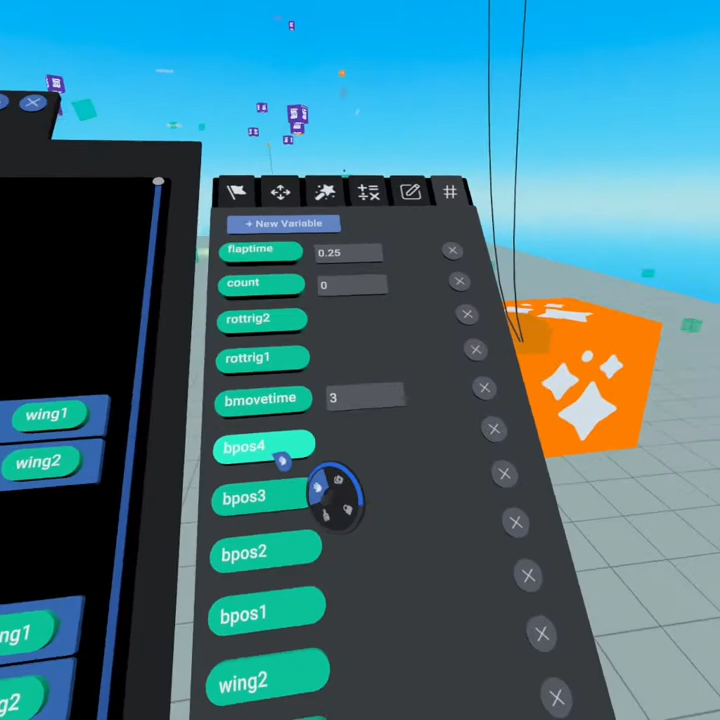 + New Variable
flaptime 0.25
count 0
rottrig2
rottrig1
bmovetime 3
bpos4
bpos3
bpos2
bpos1
wing2
wing1
wing2
ng1
g2